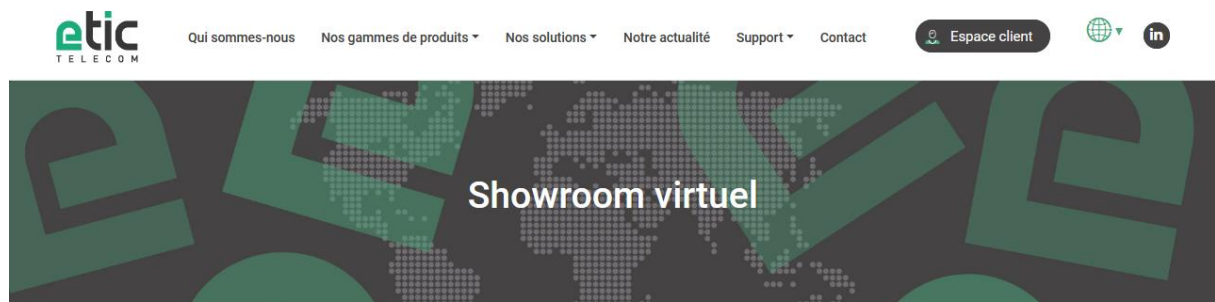 etic
TELECOM
Qui sommes-nous Nos gammes de produits Nos solutions Notre actualité Support Contact Espace client in
Showroom virtuel